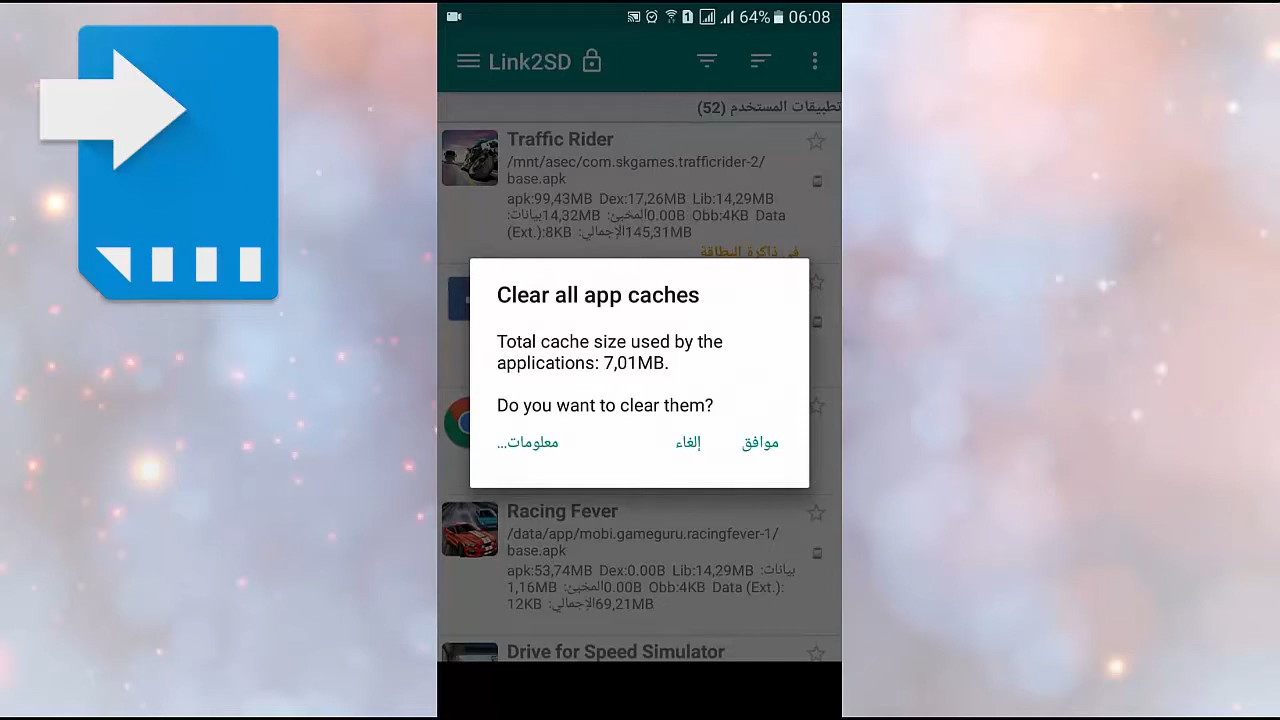 64% 06:08
Link2SD
تطبيقات المستخدم (52)
Traffic Rider
/mnt/asec/com.skgames.trafficrider-2/
base.apk
apk:99,43MB Dex:17,26MB Lib:14,29MB
بيانات: 14,32MB المخبئ: 0.00B Obb:4KB Data
(Ext.):8KB الإجمالي: 145,31MB
في ذاكرة البطاقة
Clear all app caches
Total cache size used by the
applications: 7,01MB.
Do you want to clear them?
معلومات...
إلغاء
موافق
Racing Fever
/data/app/mobi.gameguru.racingfever-1/
base.apk
apk:53,74MB Dex:0.00B Lib:14,29MB بيانات:
1,16MB المخبئ: 0.00B Obb:4KB Data (Ext.):
12KB الإجمالي: 69,21MB
Drive for Speed Simulator